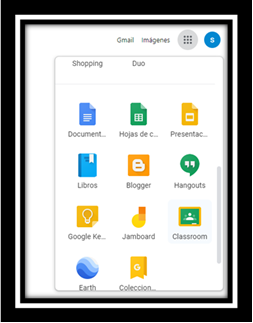 Gmail Imágenes S
Shopping Duo
Document... Hojas de c... Presentac...
Libros Blogger Hangouts
Google Ke... Jamboard Classroom
G
Earth Coleccion...